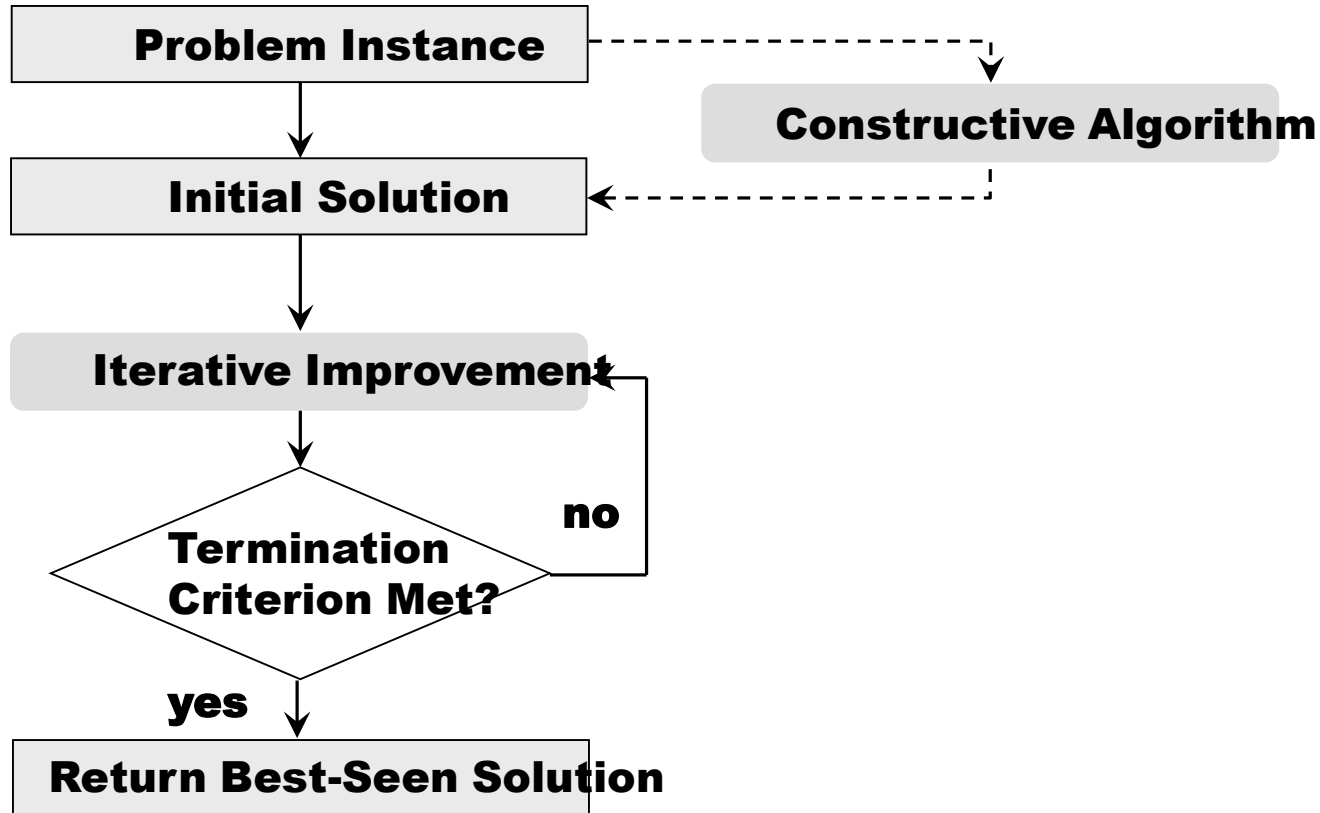 Problem Instance
Constructive Algorithm
Initial Solution
Iterative Improvement
no
Termination
Criterion Met?
yes
Return Best-Seen Solution